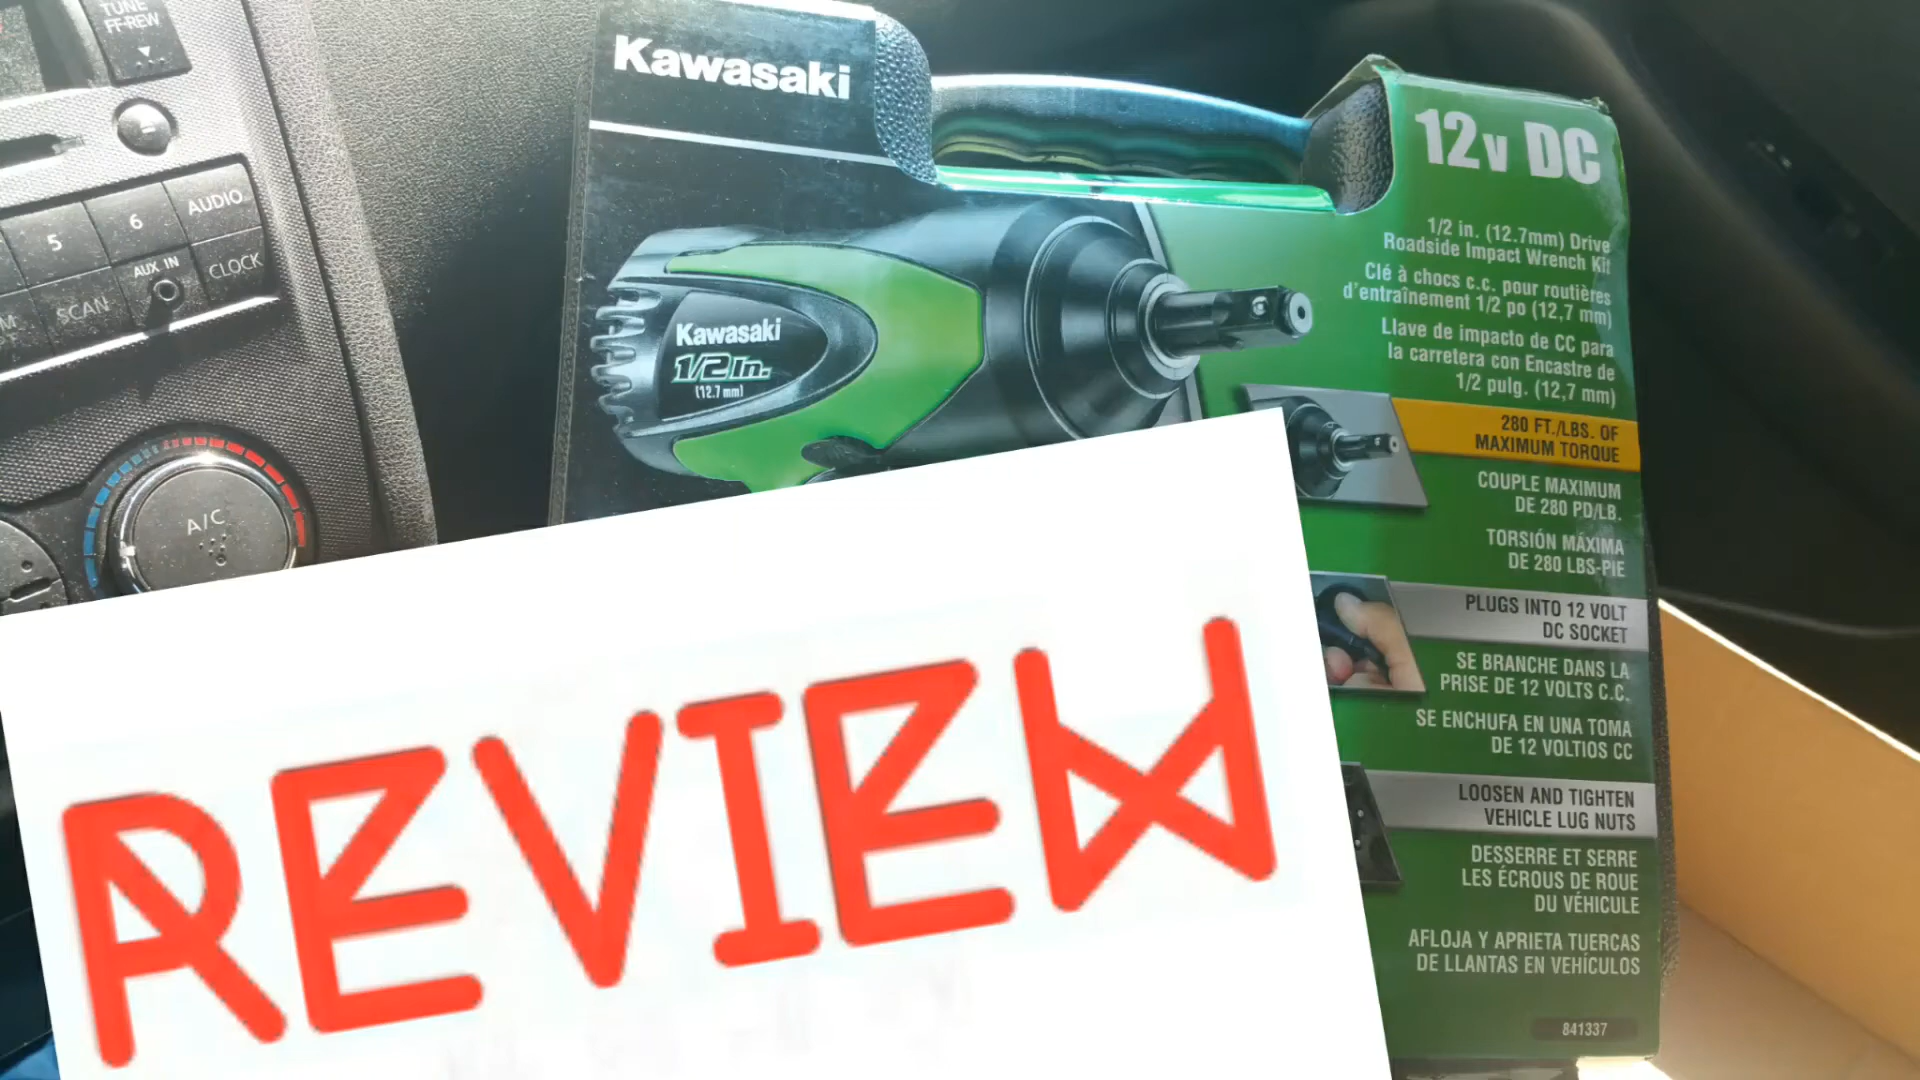 TUNE
FF·REW
5
6
AUDIO
AUX IN
SCAN
CLOCK
A/C
Kawasaki
Kawasaki
1/2 In.
(12.7 mm)
12v DC
1/2 in. (12.7mm) Drive
Roadside Impact Wrench Kit
Clé à chocs c.c. pour routières
d'entraînement 1/2 po (12,7 mm)
Llave de impacto de CC para
la carretera con Encastre de
1/2 pulg. (12,7 mm)
280 FT./LBS. OF
MAXIMUM TORQUE
COUPLE MAXIMUM
DE 280 PD/LB.
TORSIÓN MÁXIMA
DE 280 LBS-PIE
PLUGS INTO 12 VOLT
DC SOCKET
SE BRANCHE DANS LA
PRISE DE 12 VOLTS C.C.
SE ENCHUFA EN UNA TOMA
DE 12 VOLTIOS CC
LOOSEN AND TIGHTEN
VEHICLE LUG NUTS
DESSERRE ET SERRE
LES ÉCROUS DE ROUE
DU VÉHICULE
AFLOJA Y APRIETA TUERCAS
DE LLANTAS EN VEHÍCULOS
841337
REVIEW